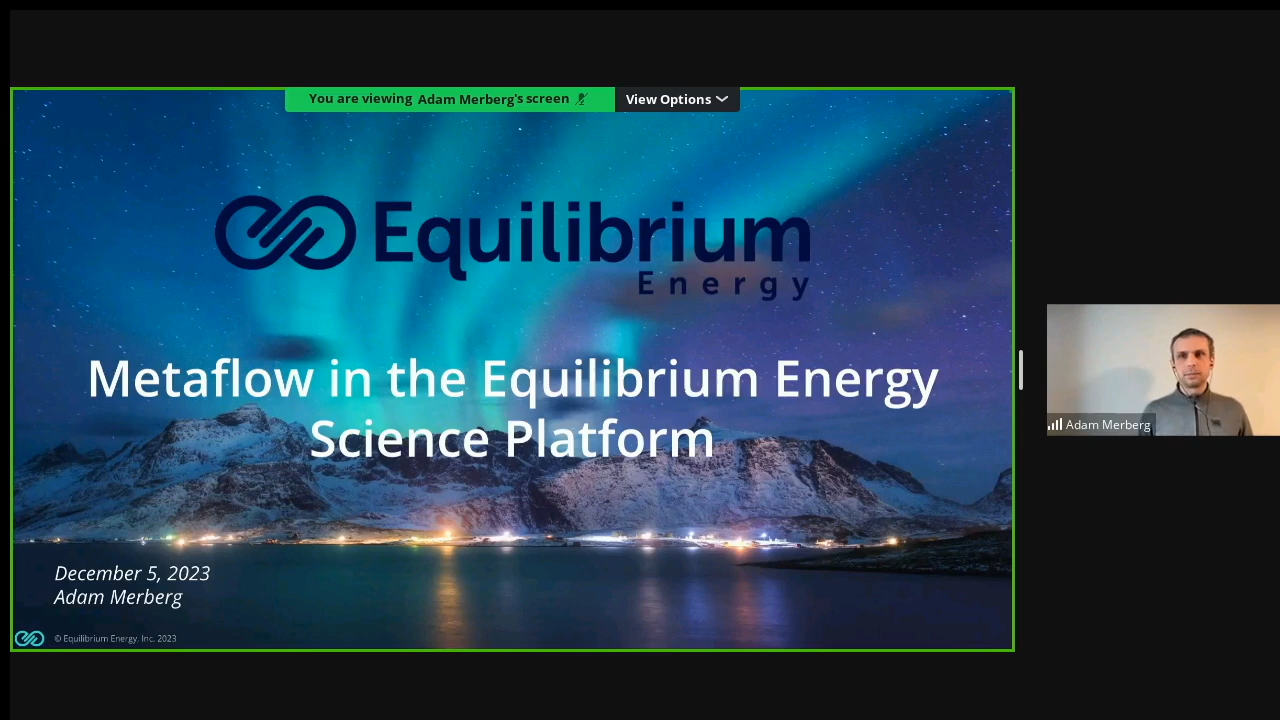 You are viewing Adam Merberg's screen View Options
Equilibrium
Energy
Metaflow in the Equilibrium Energy
Science Platform
December 5, 2023
Adam Merberg
© Equilibrium Energy, Inc. 2023
Adam Merberg